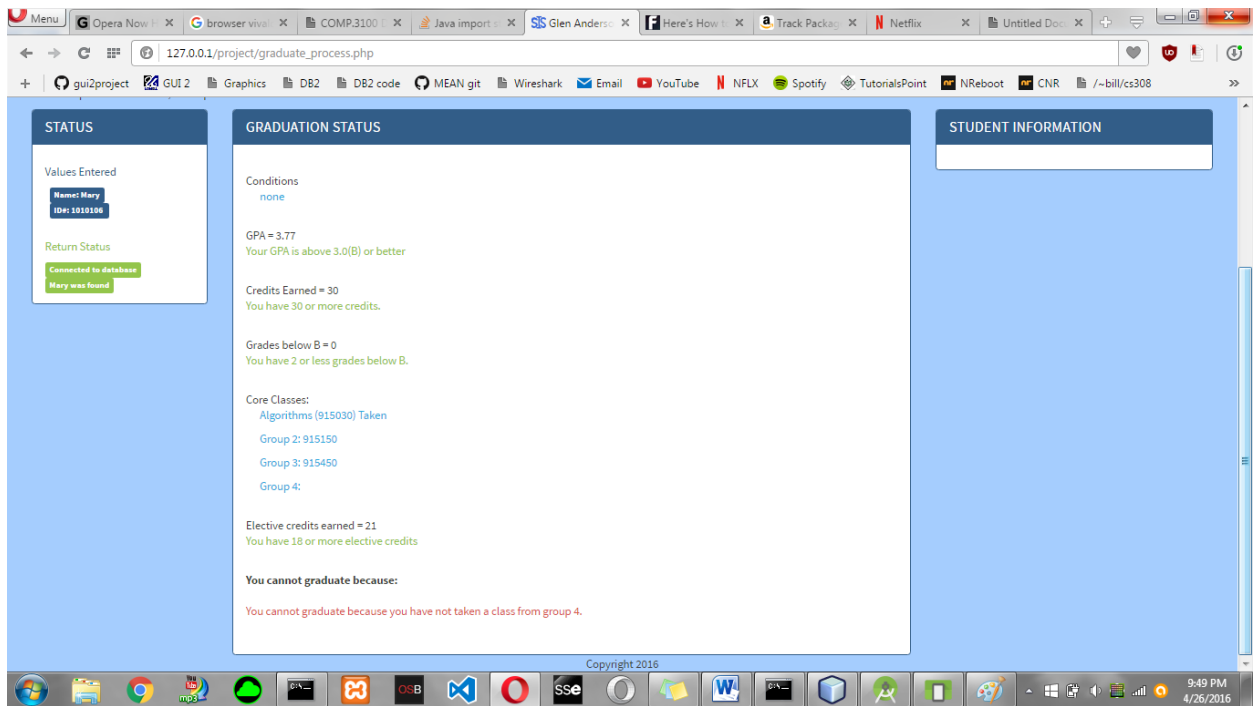 Menu
Opera Now H
browser vival
COMP.3100 D
Java import s
SIS Glen Anderso
Here's How t
Track Packag
Netflix
Untitled Docu
127.0.0.1/project/graduate_process.php
gui2project GUI 2 Graphics DB2 DB2 code MEAN git Wireshark Email YouTube NFLX Spotify TutorialsPoint NReboot CNR /~bill/cs308
STATUS
Values Entered
Name: Mary
ID#: 1010106
Return Status
Connected to database
Mary was found
GRADUATION STATUS
Conditions
none
GPA = 3.77
Your GPA is above 3.0(B) or better
Credits Earned = 30
You have 30 or more credits.
Grades below B = 0
You have 2 or less grades below B.
Core Classes:
Algorithms (915030) Taken
Group 2: 915150
Group 3: 915450
Group 4:
Elective credits earned = 21
You have 18 or more elective credits
You cannot graduate because:
You cannot graduate because you have not taken a class from group 4.
STUDENT INFORMATION
Copyright 2016
mp3
OSB
sse
9:49 PM
4/26/2016